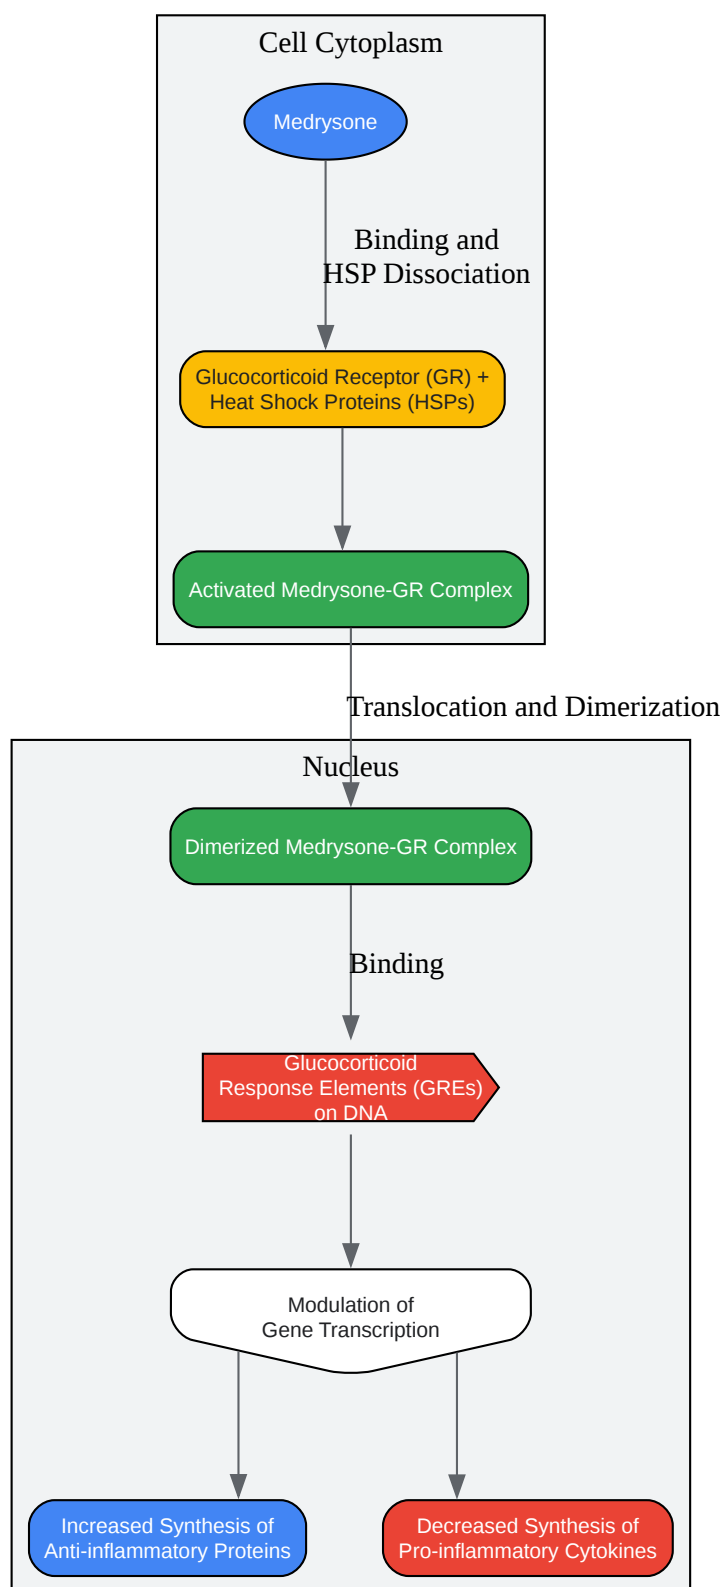 Cell Cytoplasm
Medrysone
Binding and
HSP Dissociation
Glucocorticoid Receptor (GR) +
Heat Shock Proteins (HSPs)
Activated Medrysone-GR Complex
Translocation and Dimerization
Nucleus
Dimerized Medrysone-GR Complex
Binding
Glucocorticoid
Response Elements (GREs)
on DNA
Modulation of
Gene Transcription
Increased Synthesis of
Anti-inflammatory Proteins
Decreased Synthesis of
Pro-inflammatory Cytokines